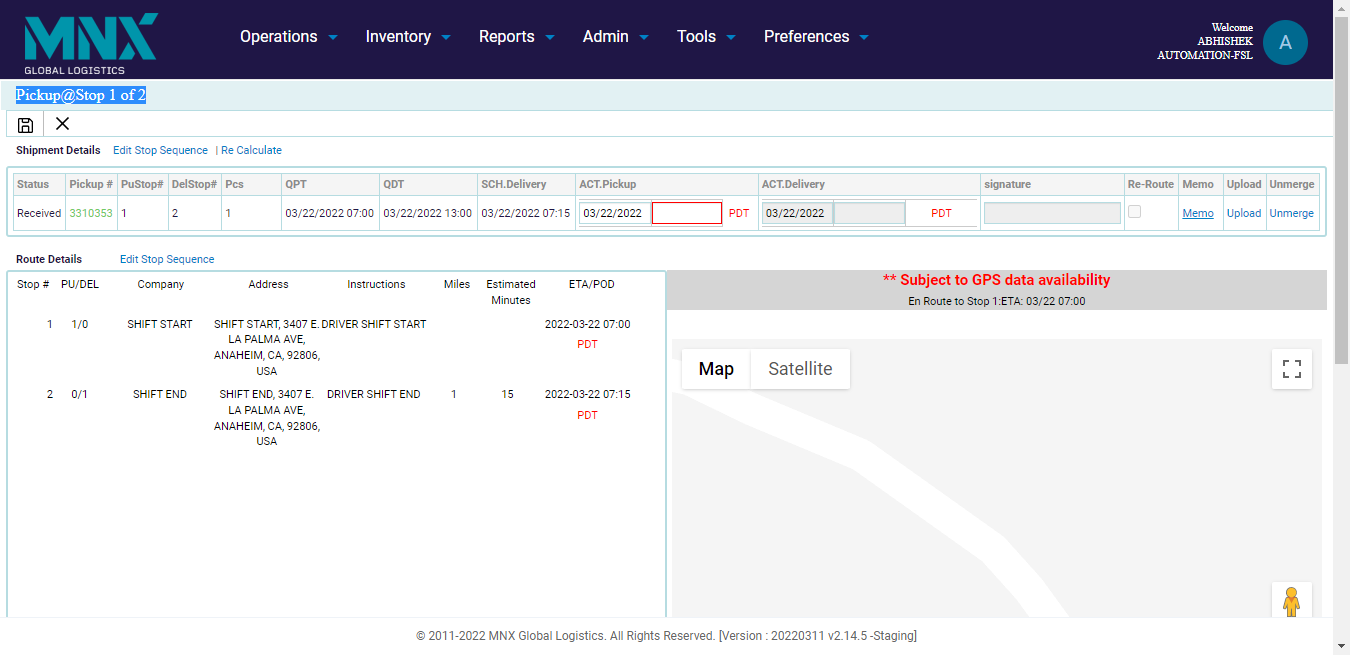 MNX
GLOBAL LOGISTICS
Operations Inventory Reports Admin Tools Preferences
Welcome
ABHISHEK
AUTOMATION-FSL
A
Pickup@Stop 1 of 2
Shipment Details Edit Stop Sequence | Re Calculate
Status Pickup # PuStop# DelStop# Pcs QPT QDT SCH.Delivery ACT.Pickup ACT.Delivery signature Re-Route Memo Upload Unmerge
Received 3310353 1 2 1 03/22/2022 07:00 03/22/2022 13:00 03/22/2022 07:15 03/22/2022 PDT 03/22/2022 PDT Memo Upload Unmerge
Route Details Edit Stop Sequence
Stop # PU/DEL Company Address Instructions Miles Estimated Minutes ETA/POD
1 1/0 SHIFT START SHIFT START, 3407 E. DRIVER SHIFT START 2022-03-22 07:00
LA PALMA AVE, PDT
ANAHEIM, CA, 92806,
USA
2 0/1 SHIFT END SHIFT END, 3407 E. DRIVER SHIFT END 1 15 2022-03-22 07:15
LA PALMA AVE, PDT
ANAHEIM, CA, 92806,
USA
** Subject to GPS data availability
En Route to Stop 1:ETA: 03/22 07:00
Map Satellite
© 2011-2022 MNX Global Logistics. All Rights Reserved. [Version : 20220311 v2.14.5 -Staging]